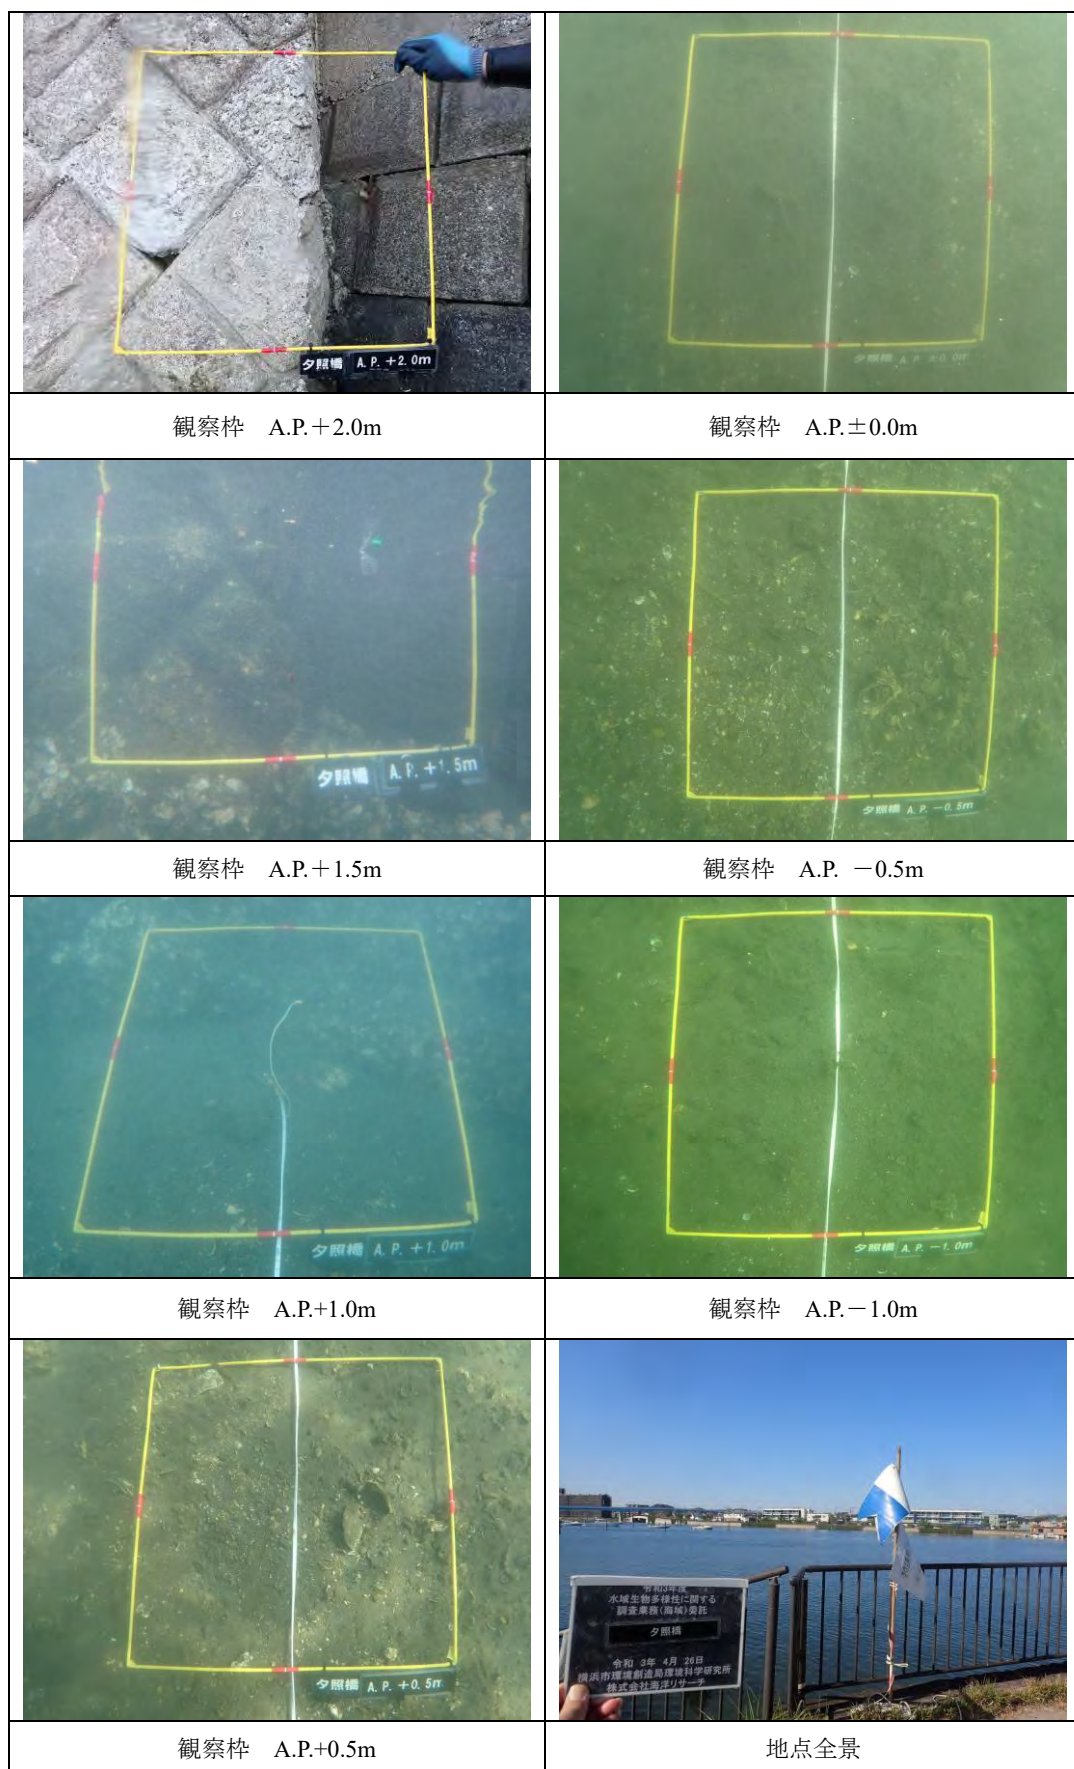 夕照橋 A.P.+2.0m
夕照橋 A.P.±0.0m
観察枠 A.P.+2.0m
観察枠 A.P.±0.0m
夕照橋 A.P.+1.5m
夕照橋 A.P.-0.5m
観察枠 A.P.+1.5m
観察枠 A.P. -0.5m
夕照橋 A.P.+1.0m
夕照橋 A.P.-1.0m
観察枠 A.P.+1.0m
観察枠 A.P.-1.0m
夕照橋 A.P.+0.5m
令和3年度
水域生物多様性に関する
調査業務(海域)委託
夕照橋
令和 3年 4月 26日
横浜市環境創造局環境科学研究所
株式会社海洋リサーチ
観察枠 A.P.+0.5m
地点全景